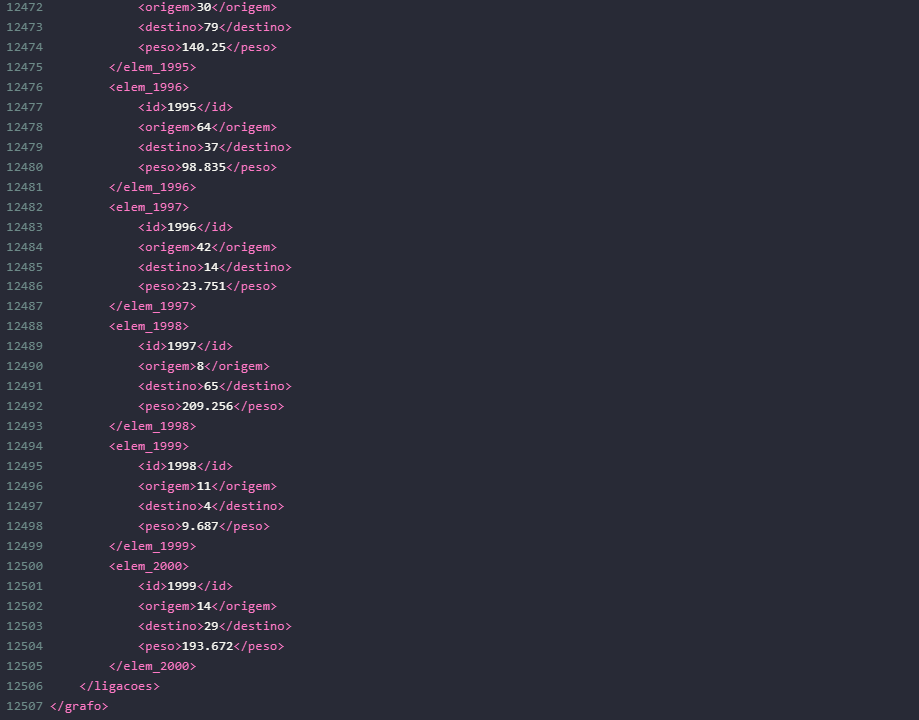 12472 <origem>30</origem>
12473 <destino>79</destino>
12474 <peso>140.25</peso>
12475 </elem_1995>
12476 <elem_1996>
12477 <id>1995</id>
12478 <origem>64</origem>
12479 <destino>37</destino>
12480 <peso>98.835</peso>
12481 </elem_1996>
12482 <elem_1997>
12483 <id>1996</id>
12484 <origem>42</origem>
12485 <destino>14</destino>
12486 <peso>23.751</peso>
12487 </elem_1997>
12488 <elem_1998>
12489 <id>1997</id>
12490 <origem>8</origem>
12491 <destino>65</destino>
12492 <peso>209.256</peso>
12493 </elem_1998>
12494 <elem_1999>
12495 <id>1998</id>
12496 <origem>11</origem>
12497 <destino>4</destino>
12498 <peso>9.687</peso>
12499 </elem_1999>
12500 <elem_2000>
12501 <id>1999</id>
12502 <origem>14</origem>
12503 <destino>29</destino>
12504 <peso>193.672</peso>
12505 </elem_2000>
12506 </ligacoes>
12507 </grafo>